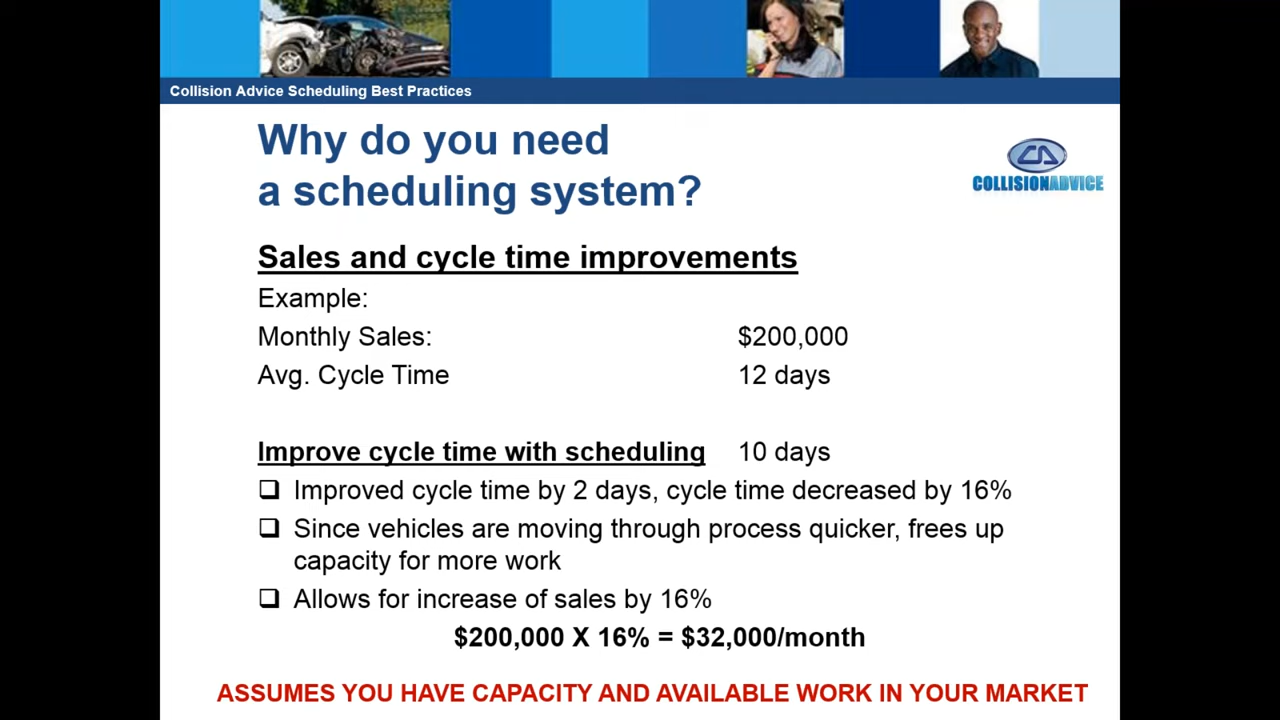 Collision Advice Scheduling Best Practices
Why do you need
a scheduling system?
COLLISIONADVICE
Sales and cycle time improvements
Example:
Monthly Sales: $200,000
Avg. Cycle Time 12 days
Improve cycle time with scheduling 10 days
❑ Improved cycle time by 2 days, cycle time decreased by 16%
❑ Since vehicles are moving through process quicker, frees up
capacity for more work
❑ Allows for increase of sales by 16%
$200,000 X 16% = $32,000/month
ASSUMES YOU HAVE CAPACITY AND AVAILABLE WORK IN YOUR MARKET